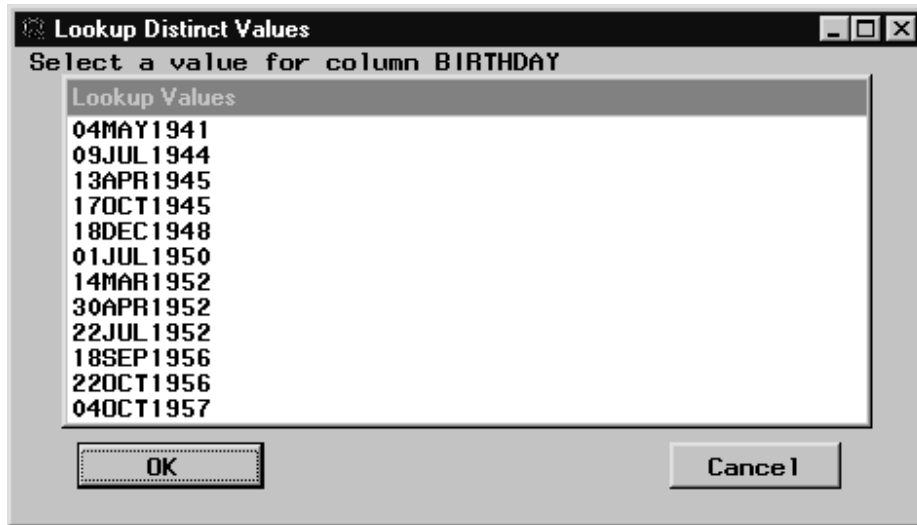 Lookup Distinct Values
Select a value for column BIRTHDAY
Lookup Values
04MAY1941
09JUL1944
13APR1945
17OCT1945
18DEC1948
01JUL1950
14MAR1952
30APR1952
22JUL1952
18SEP1956
22OCT1956
04OCT1957
OK Cancel